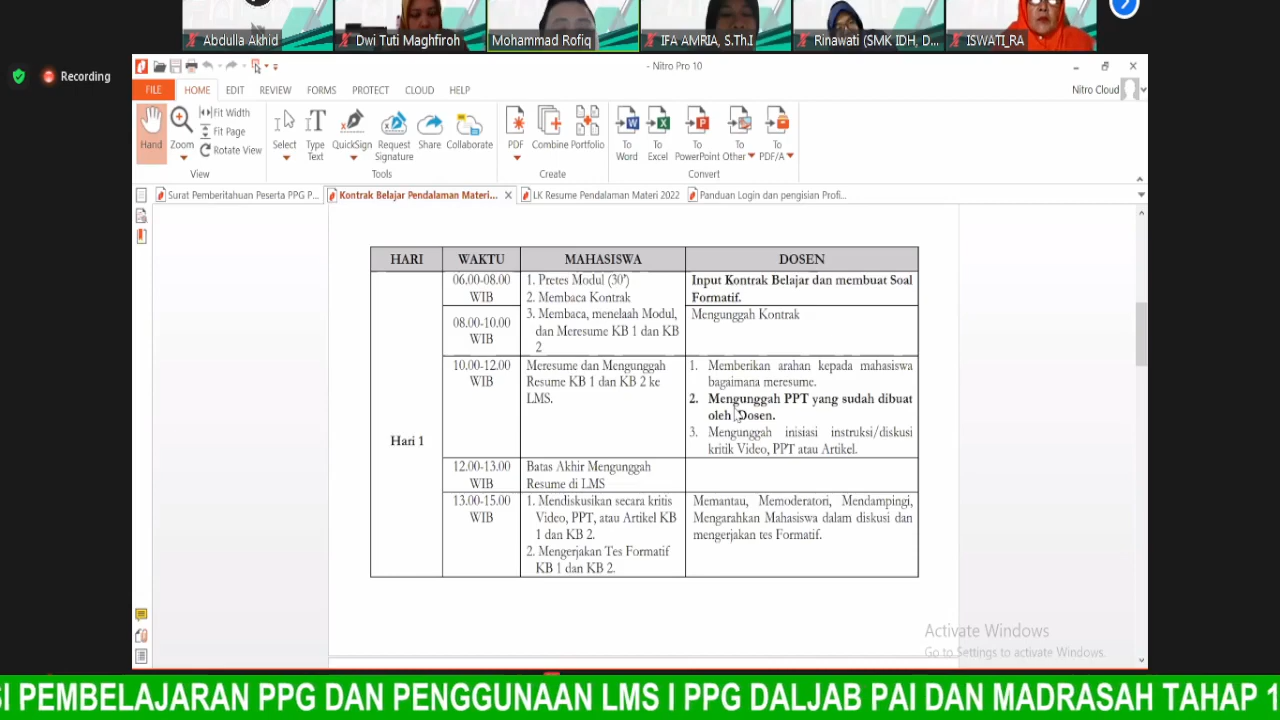 Abdulla Akhid
Dwi Tuti Maghfiroh
Mohammad Rofiq
IFA AMRIA, S.Th.I
Rinawati (SMK IDH, D...
ISWATI_RA
Recording
- Nitro Pro 10
FILE HOME EDIT REVIEW FORMS PROTECT CLOUD HELP
Nitro Cloud
Hand
Zoom
Fit Width
Fit Page
Rotate View
View
Select
Type Text
QuickSign
Request Signature
Share
Collaborate
Tools
PDF
Combine
Portfolio
Create
To Word
To Excel
To PowerPoint
To Other
To PDF/A
Convert
Surat Pemberitahuan Peserta PPG P...
Kontrak Belajar Pendalaman Materi...
LK Resume Pendalaman Materi 2022
Panduan Login dan pengisian Profi...
HARI WAKTU MAHASISWA DOSEN
Hari 1
06.00-08.00
WIB
08.00-10.00
WIB
1. Pretes Modul (30')
2. Membaca Kontrak
3. Membaca, menelaah Modul,
dan Meresume KB 1 dan KB
2
Input Kontrak Belajar dan membuat Soal
Formatif.
Mengunggah Kontrak
10.00-12.00
WIB
Meresume dan Mengunggah
Resume KB 1 dan KB 2 ke
LMS.
1. Memberikan arahan kepada mahasiswa
bagaimana meresume.
2. Mengunggah PPT yang sudah dibuat
oleh Dosen.
3. Mengunggah inisiasi instruksi/diskusi
kritik Video, PPT atau Artikel.
12.00-13.00
WIB
Batas Akhir Mengunggah
Resume di LMS
13.00-15.00
WIB
1. Mendiskusikan secara kritis
Video, PPT, atau Artikel KB
1 dan KB 2.
2. Mengerjakan Tes Formatif
KB 1 dan KB 2.
Memantau, Memoderatori, Mendampingi,
Mengarahkan Mahasiswa dalam diskusi dan
mengerjakan tes Formatif.
Activate Windows
Go to Settings to activate Windows.
SI PEMBELAJARAN PPG DAN PENGGUNAAN LMS I PPG DALJAB PAI DAN MADRASAH TAHAP 1